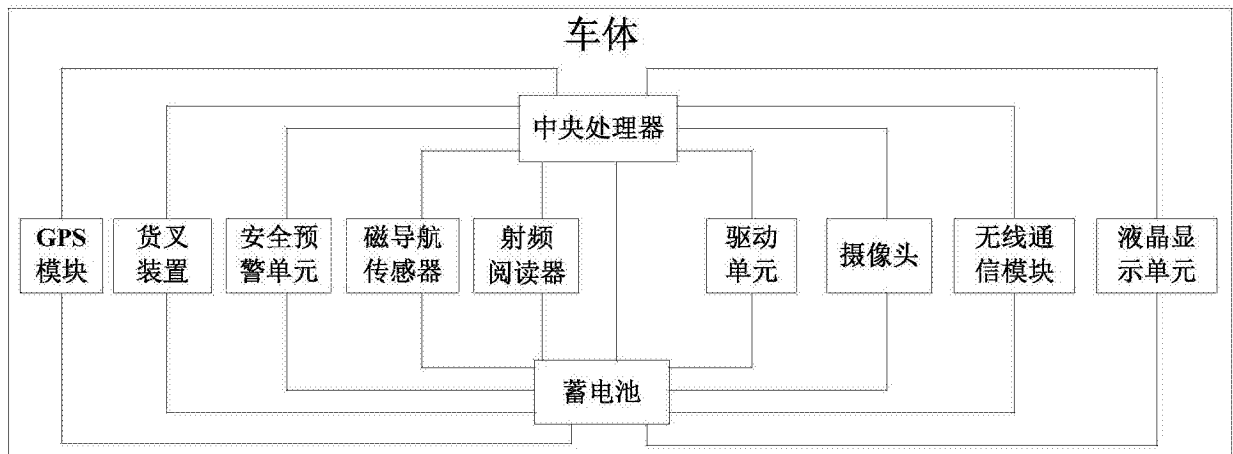 车体
中央处理器
GPS
模块
货叉
装置
安全预
警单元
磁导航
传感器
射频
阅读器
驱动
单元
摄像头
无线通
信模块
液晶显
示单元
蓄电池